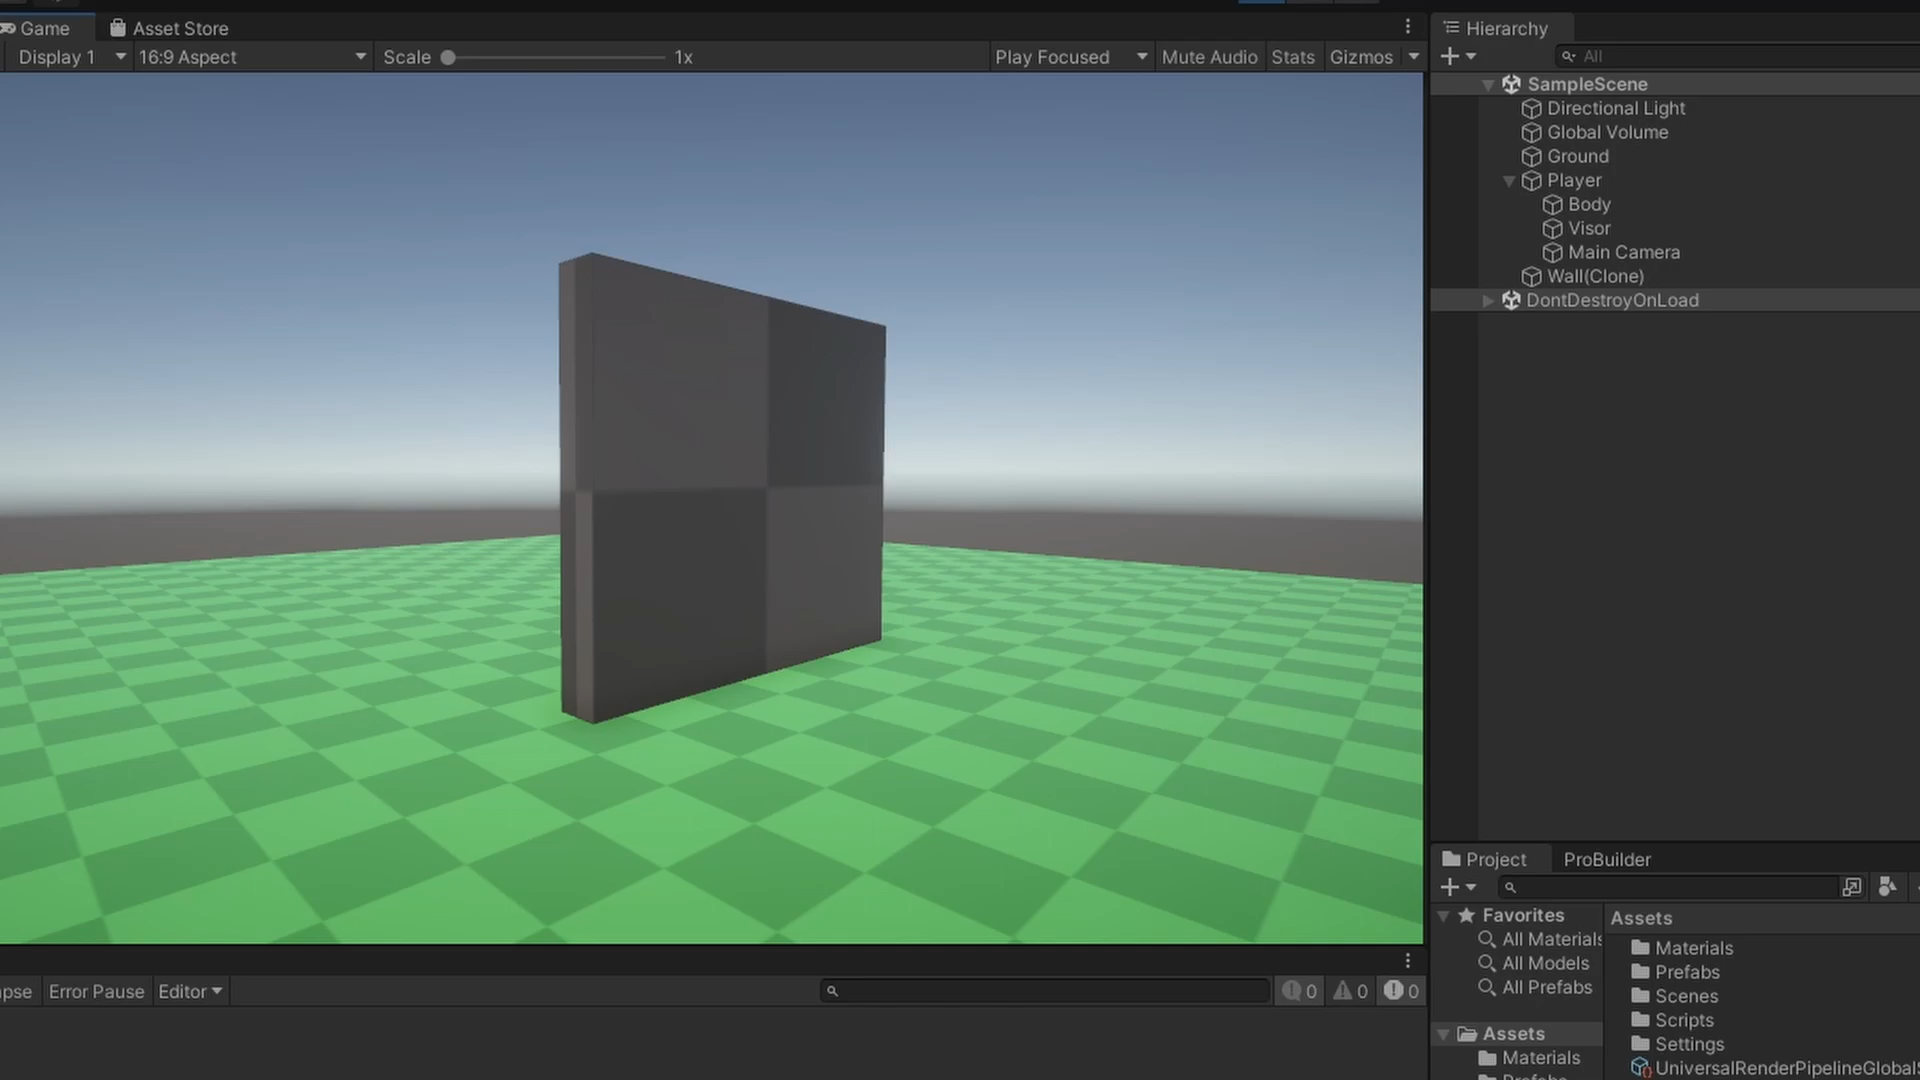 Game Asset Store
Display 1 16:9 Aspect Scale 1x Play Focused Mute Audio Stats Gizmos
Hierarchy
All
SampleScene
Directional Light
Global Volume
Ground
Player
Body
Visor
Main Camera
Wall(Clone)
DontDestroyOnLoad
pse Error Pause Editor 0 0 0
Project ProBuilder
Favorites
All Materials
All Models
All Prefabs
Assets
Materials
Assets
Materials
Prefabs
Scenes
Scripts
Settings
UniversalRenderPipelineGlobalS